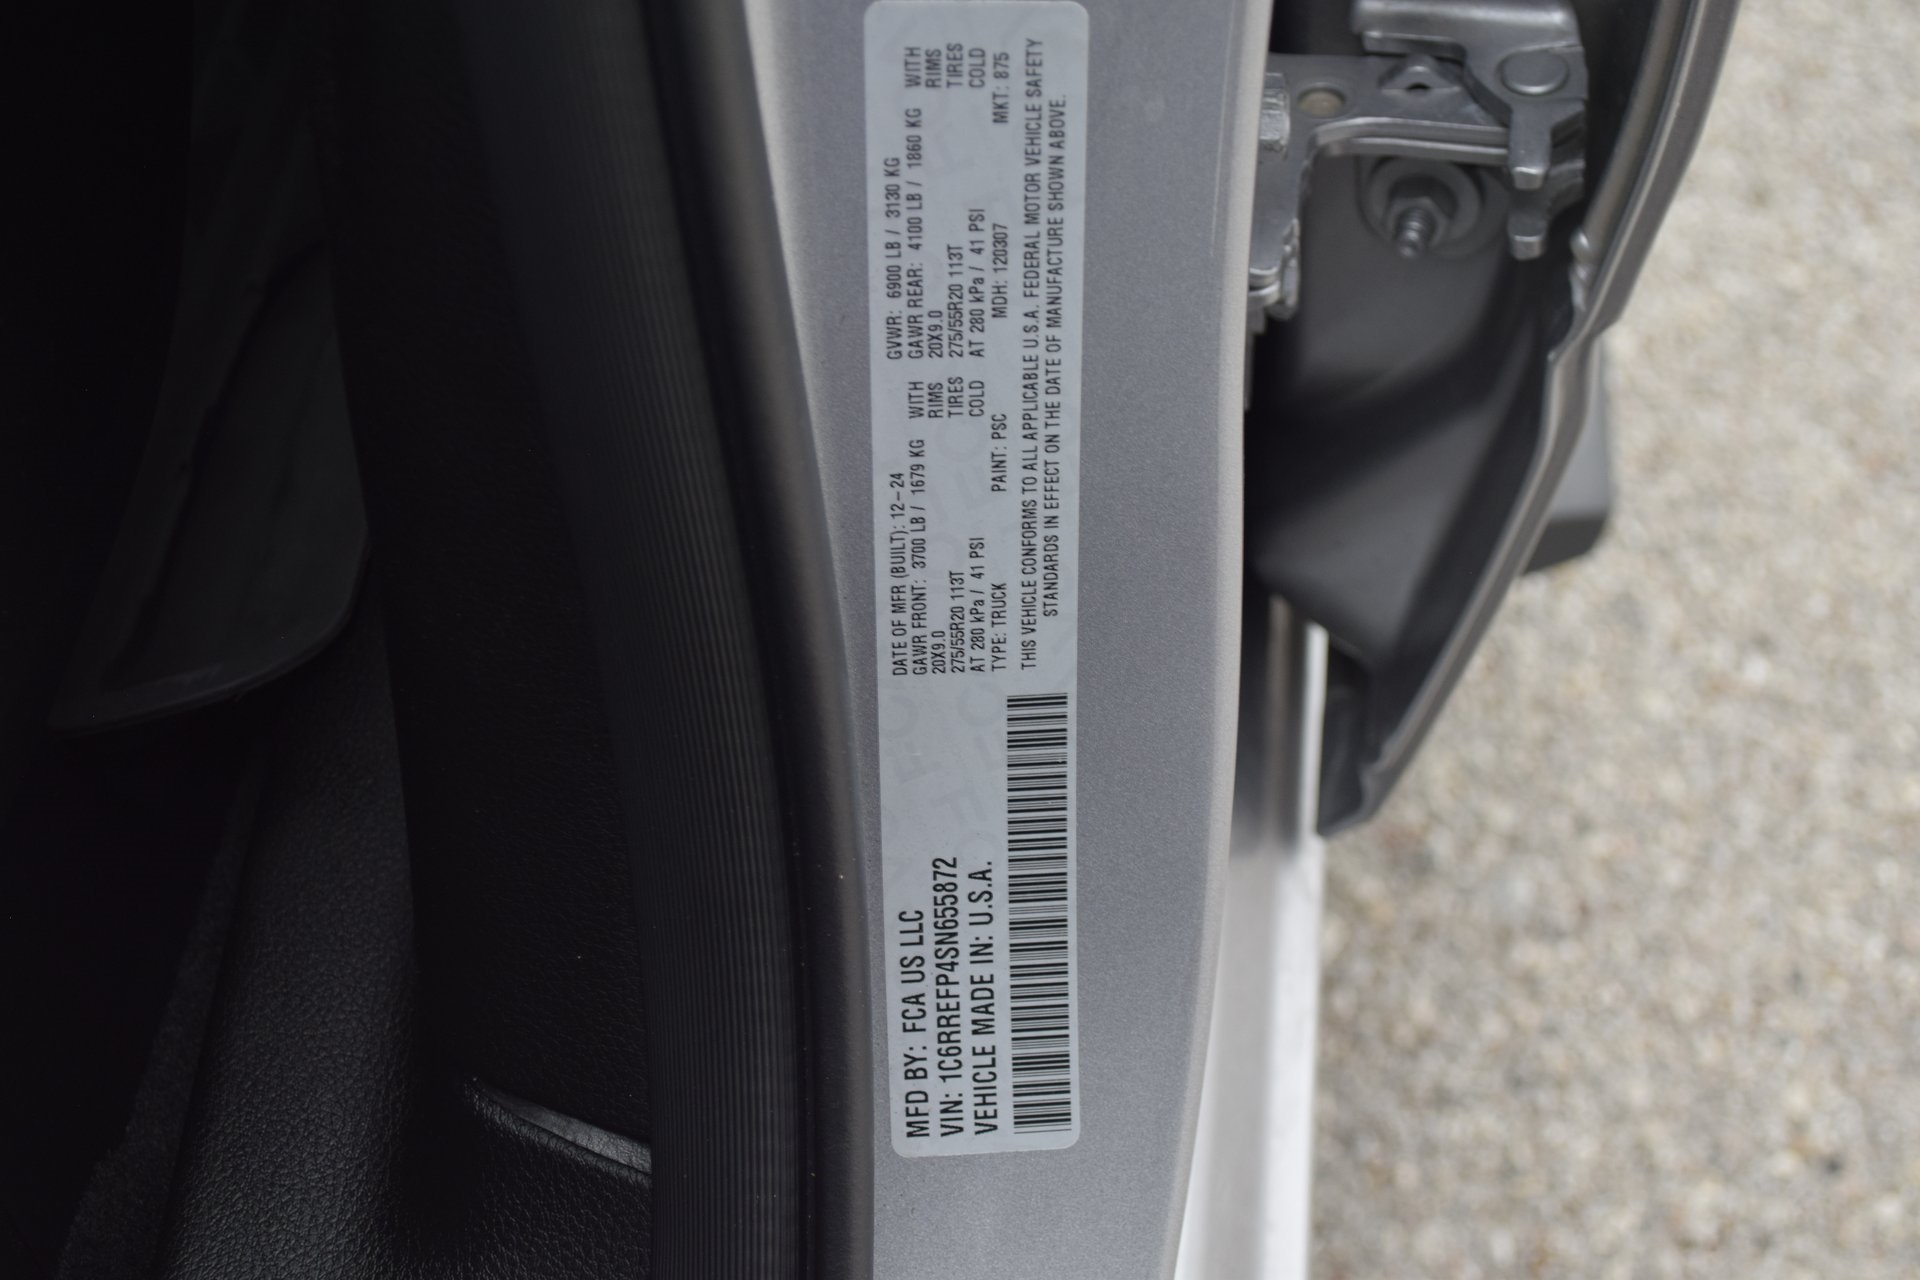 MFD BY: FCA US LLC
VIN: 1C6RREFP4SN655872
VEHICLE MADE IN: U.S.A.
DATE OF MFR (BUILT): 12-24 GVWR: 6900 LB / 3130 KG
GAWR FRONT: 3700 LB / 1679 KG WITH GAWR REAR: 4100 LB / 1860 KG WITH
20X9.0 RIMS 20X9.0 RIMS
275/55R20 113T TIRES 275/55R20 113T TIRES
AT 280 kPa / 41 PSI COLD AT 280 kPa / 41 PSI COLD
TYPE: TRUCK PAINT: PSC MDH: 120307 MKT: 875
THIS VEHICLE CONFORMS TO ALL APPLICABLE U.S.A. FEDERAL MOTOR VEHICLE SAFETY
STANDARDS IN EFFECT ON THE DATE OF MANUFACTURE SHOWN ABOVE.